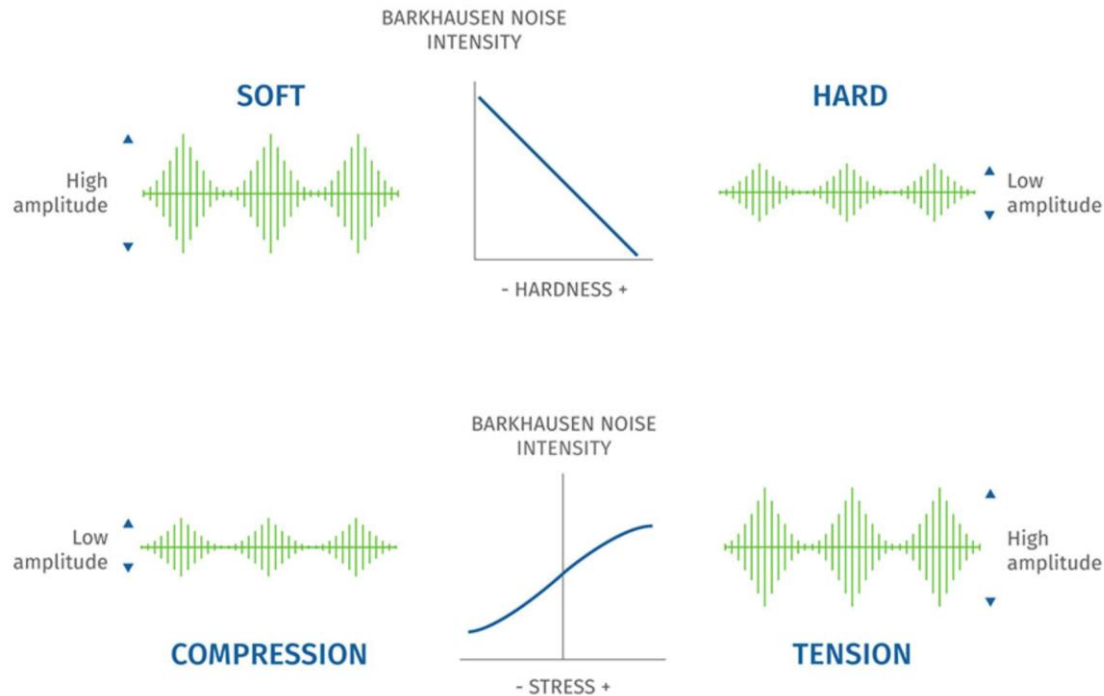 BARKHAUSEN NOISE
INTENSITY
SOFT
HARD
High
amplitude
Low
amplitude
- HARDNESS +
BARKHAUSEN NOISE
INTENSITY
Low
amplitude
High
amplitude
COMPRESSION
TENSION
- STRESS +